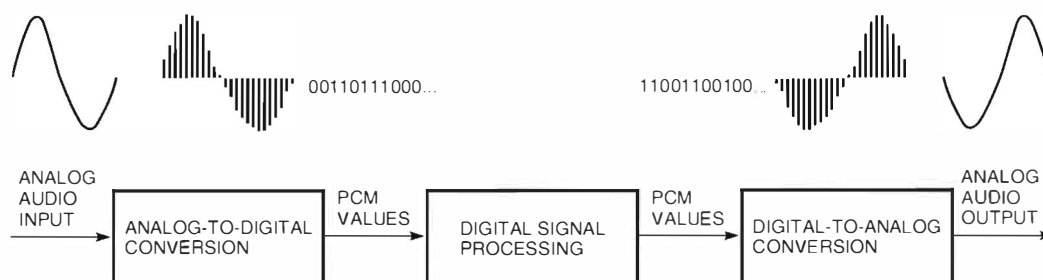 00110111000...
11001100100...
ANALOG
AUDIO
INPUT
ANALOG-TO-DIGITAL
CONVERSION
PCM
VALUES
DIGITAL SIGNAL
PROCESSING
PCM
VALUES
DIGITAL-TO-ANALOG
CONVERSION
ANALOG
AUDIO
OUTPUT